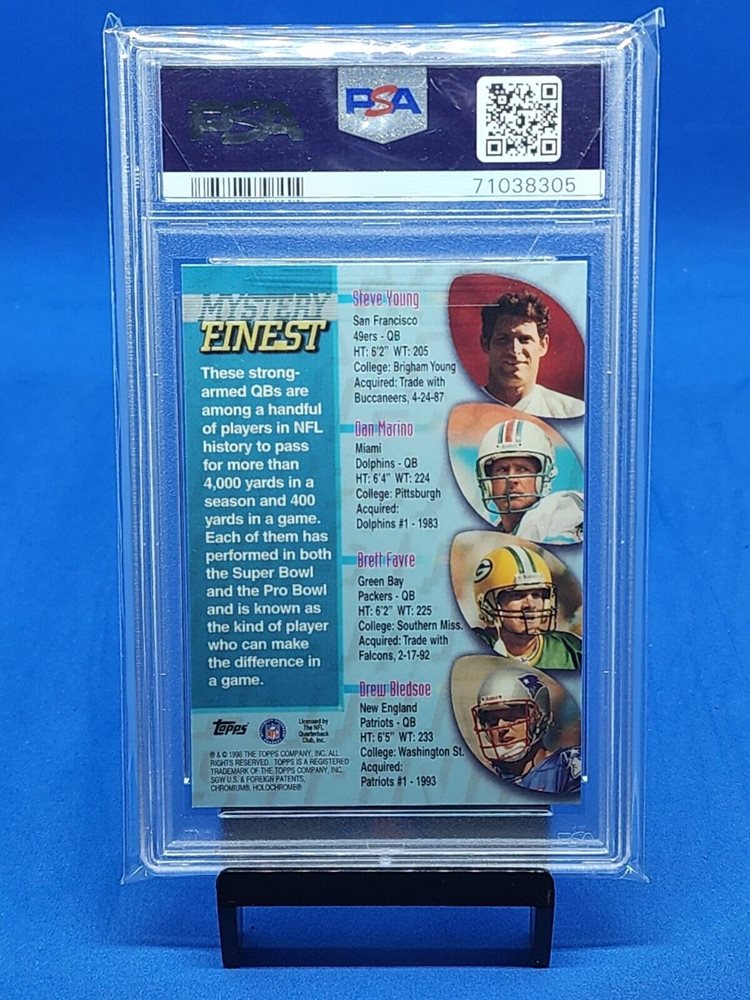 PSA
PSA
71038305
MYSTERY
FINEST
These strong-
armed QBs are
among a handful
of players in NFL
history to pass
for more than
4,000 yards in a
season and 400
yards in a game.
Each of them has
performed in both
the Super Bowl
and the Pro Bowl
and is known as
the kind of player
who can make
the difference in
a game.
Steve Young
San Francisco
49ers - QB
HT: 6'2" WT: 205
College: Brigham Young
Acquired: Trade with
Buccaneers, 4-24-87
Dan Marino
Miami
Dolphins - QB
HT: 6'4" WT: 224
College: Pittsburgh
Acquired:
Dolphins #1 - 1983
Brett Favre
Green Bay
Packers - QB
HT: 6'2" WT: 225
College: Southern Miss.
Acquired: Trade with
Falcons, 2-17-92
Drew Bledsoe
New England
Patriots - QB
HT: 6'5" WT: 233
College: Washington St.
Acquired:
Patriots #1 - 1993
Topps
Licensed by
The NFL
Quarterback
Club, Inc.
® & © 1998 THE TOPPS COMPANY, INC. ALL
RIGHTS RESERVED. TOPPS IS A REGISTERED
TRADEMARK OF THE TOPPS COMPANY, INC.
SGW U.S. & FOREIGN PATENTS,
CHROMIUM®, HOLOCHROME®
PSA